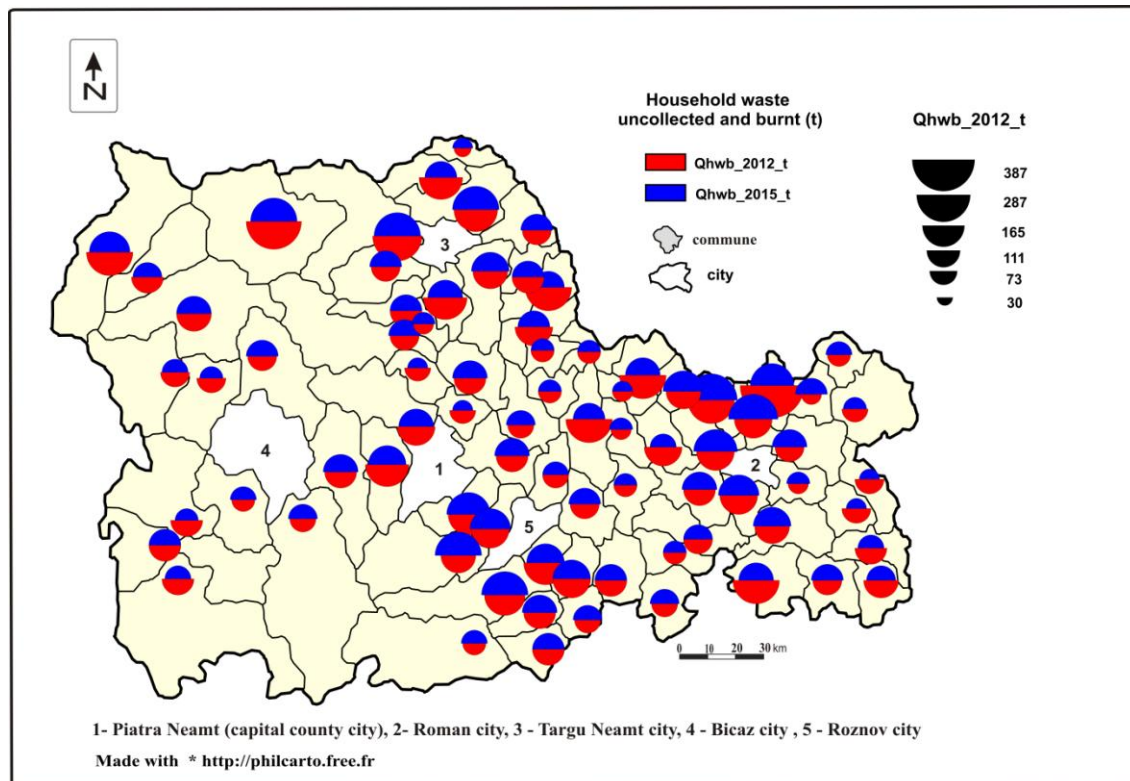 N
Household waste
uncollected and burnt (t)
Qhwb_2012_t
Qhwb_2015_t
commune
city
Qhwb_2012_t
387
287
165
111
73
30
3
4
1
2
5
0 10 20 30 km
1- Piatra Neamt (capital county city), 2- Roman city, 3 - Targu Neamt city, 4 - Bicaz city , 5 - Roznov city
Made with * http://philcarto.free.fr